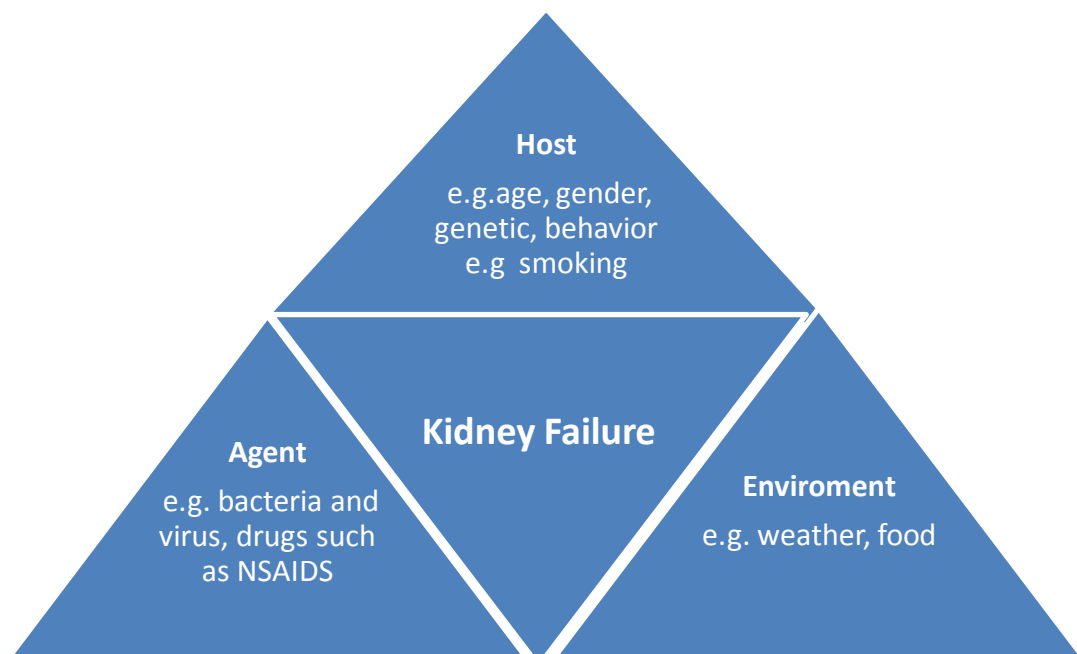 Host
e.g.age, gender,
genetic, behavior
e.g smoking
Kidney Failure
Agent
e.g. bacteria and
virus, drugs such
as NSAIDS
Enviroment
e.g. weather, food